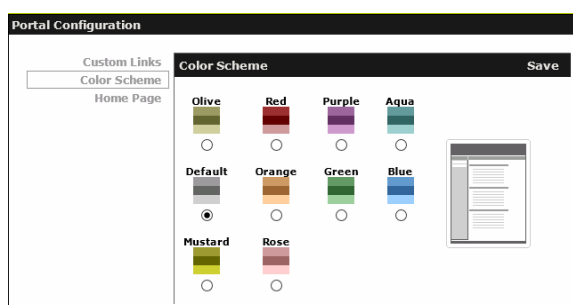 Portal Configuration
Custom Links
Color Scheme
Home Page
Color Scheme Save
Olive Red Purple Aqua
Default Orange Green Blue
Mustard Rose